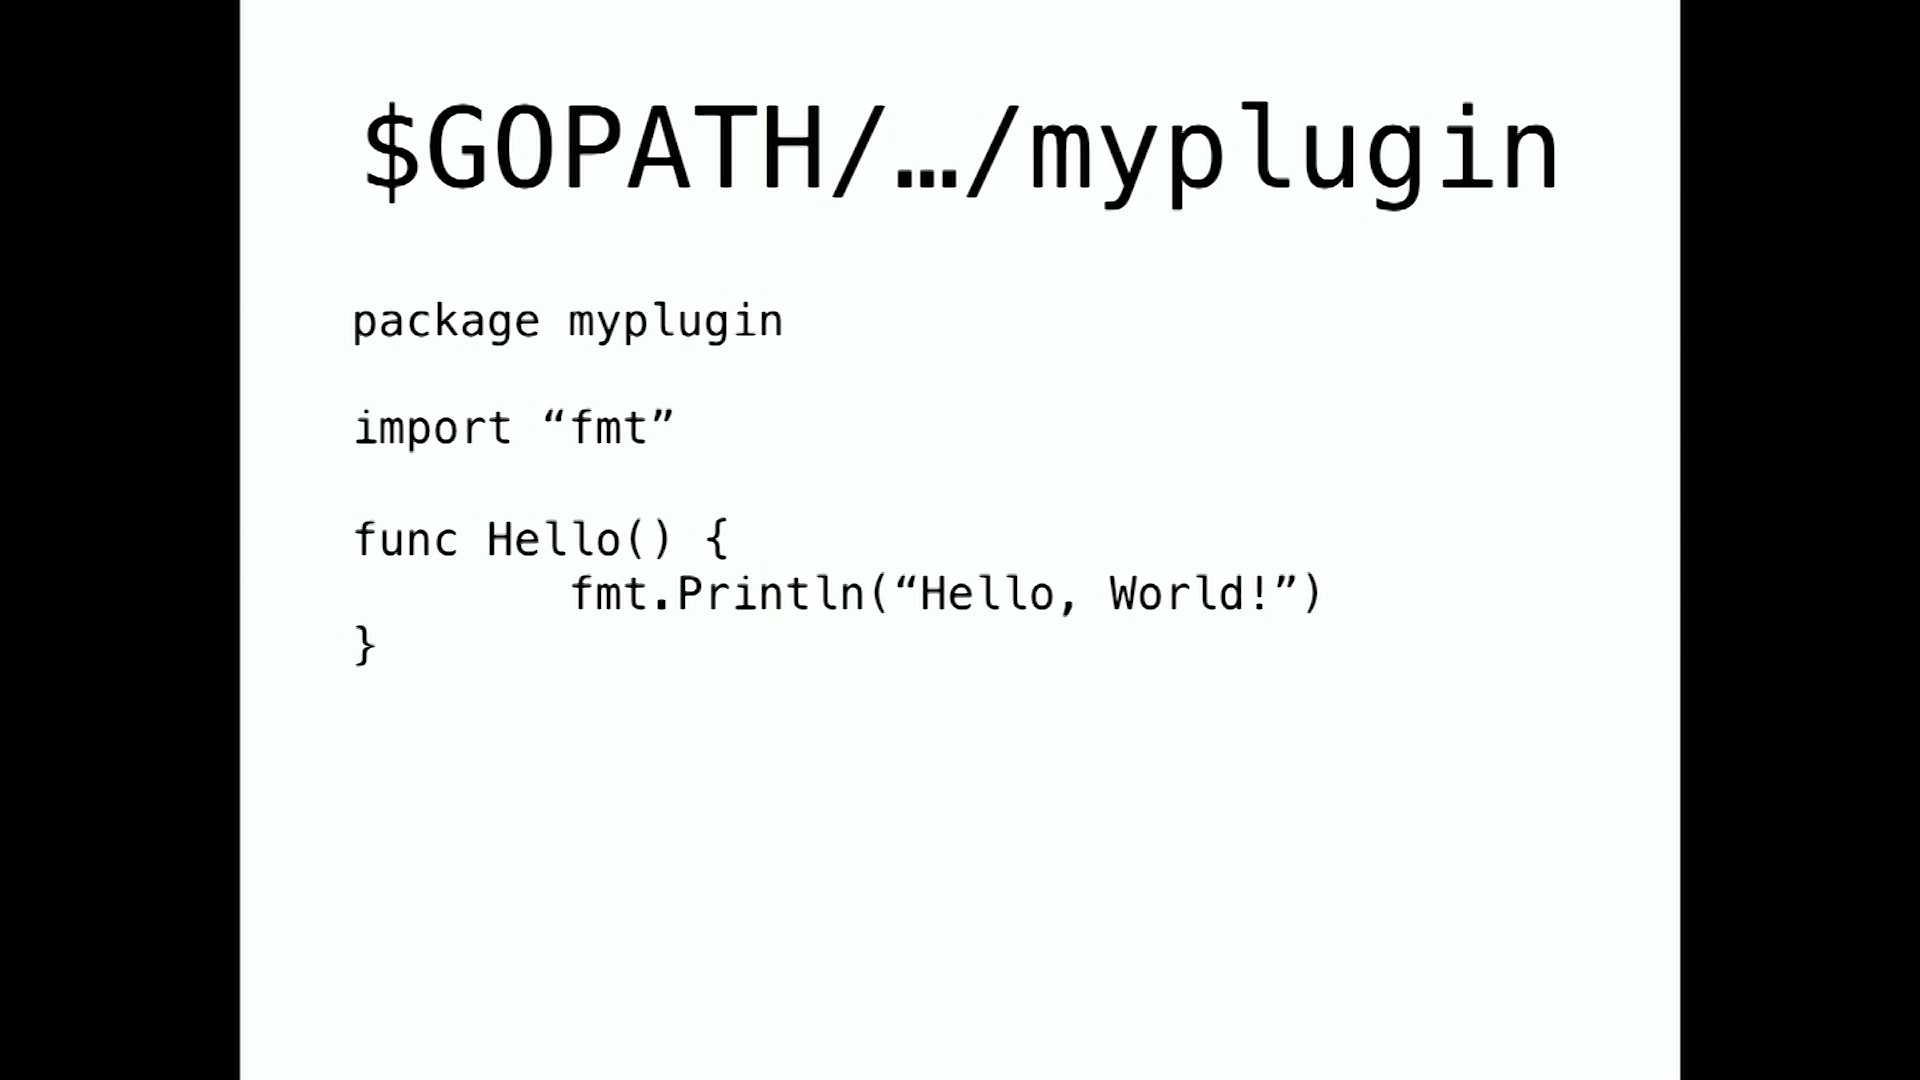 $GOPATH/…/myplugin
package myplugin
import “fmt”
func Hello() {
fmt.Println(“Hello, World!”)
}